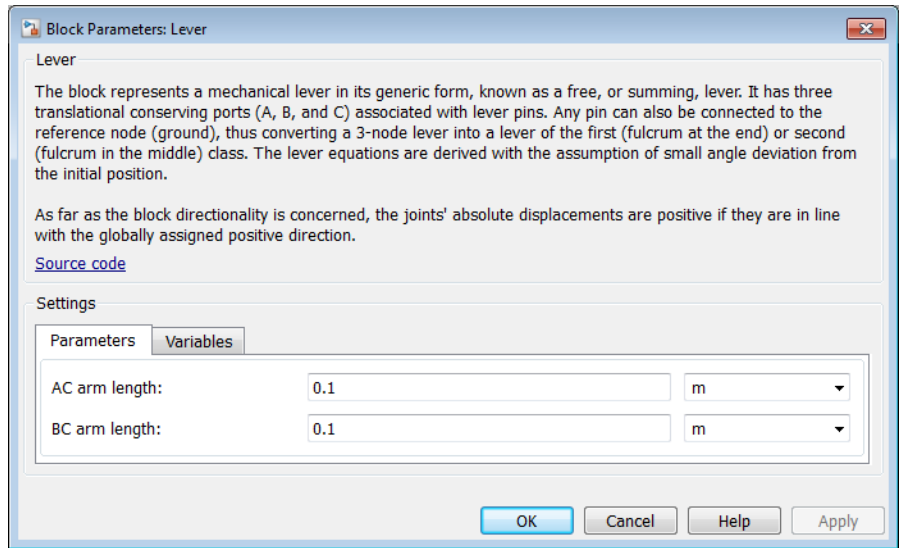 Block Parameters: Lever
Lever
The block represents a mechanical lever in its generic form, known as a free, or summing, lever. It has three
translational conserving ports (A, B, and C) associated with lever pins. Any pin can also be connected to the
reference node (ground), thus converting a 3-node lever into a lever of the first (fulcrum at the end) or second
(fulcrum in the middle) class. The lever equations are derived with the assumption of small angle deviation from
the initial position.
As far as the block directionality is concerned, the joints' absolute displacements are positive if they are in line
with the globally assigned positive direction.
Source code
Settings
Parameters Variables
AC arm length: 0.1 m
BC arm length: 0.1 m
OK Cancel Help Apply